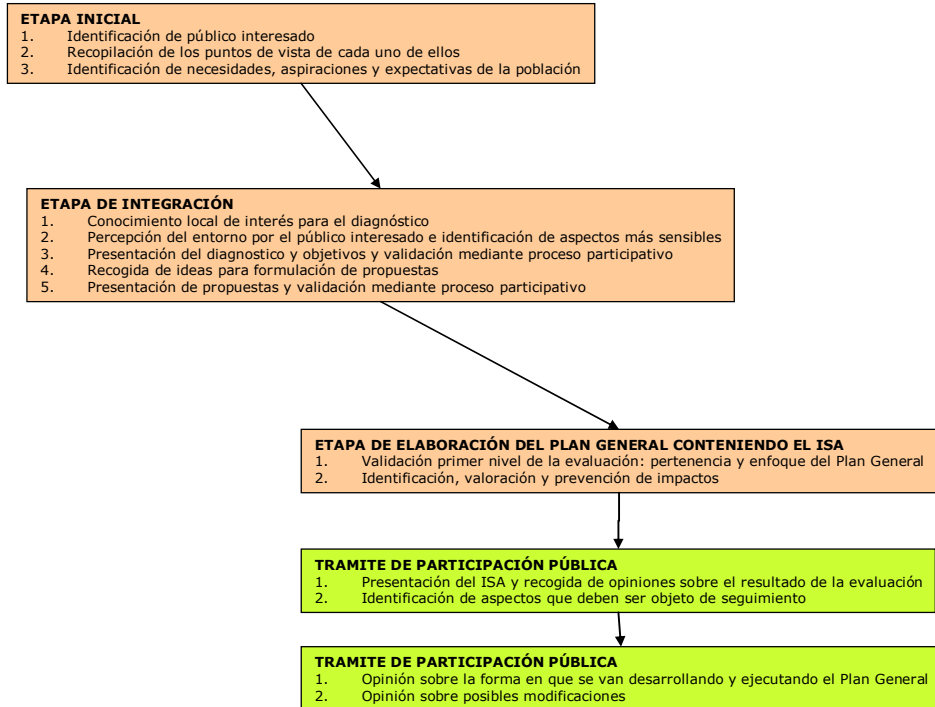 ETAPA INICIAL
1. Identificación de público interesado
2. Recopilación de los puntos de vista de cada uno de ellos
3. Identificación de necesidades, aspiraciones y expectativas de la población
ETAPA DE INTEGRACIÓN
1. Conocimiento local de interés para el diagnóstico
2. Percepción del entorno por el público interesado e identificación de aspectos más sensibles
3. Presentación del diagnostico y objetivos y validación mediante proceso participativo
4. Recogida de ideas para formulación de propuestas
5. Presentación de propuestas y validación mediante proceso participativo
ETAPA DE ELABORACIÓN DEL PLAN GENERAL CONTENIENDO EL ISA
1. Validación primer nivel de la evaluación: pertenencia y enfoque del Plan General
2. Identificación, valoración y prevención de impactos
TRAMITE DE PARTICIPACIÓN PÚBLICA
1. Presentación del ISA y recogida de opiniones sobre el resultado de la evaluación
2. Identificación de aspectos que deben ser objeto de seguimiento
TRAMITE DE PARTICIPACIÓN PÚBLICA
1. Opinión sobre la forma en que se van desarrollando y ejecutando el Plan General
2. Opinión sobre posibles modificaciones